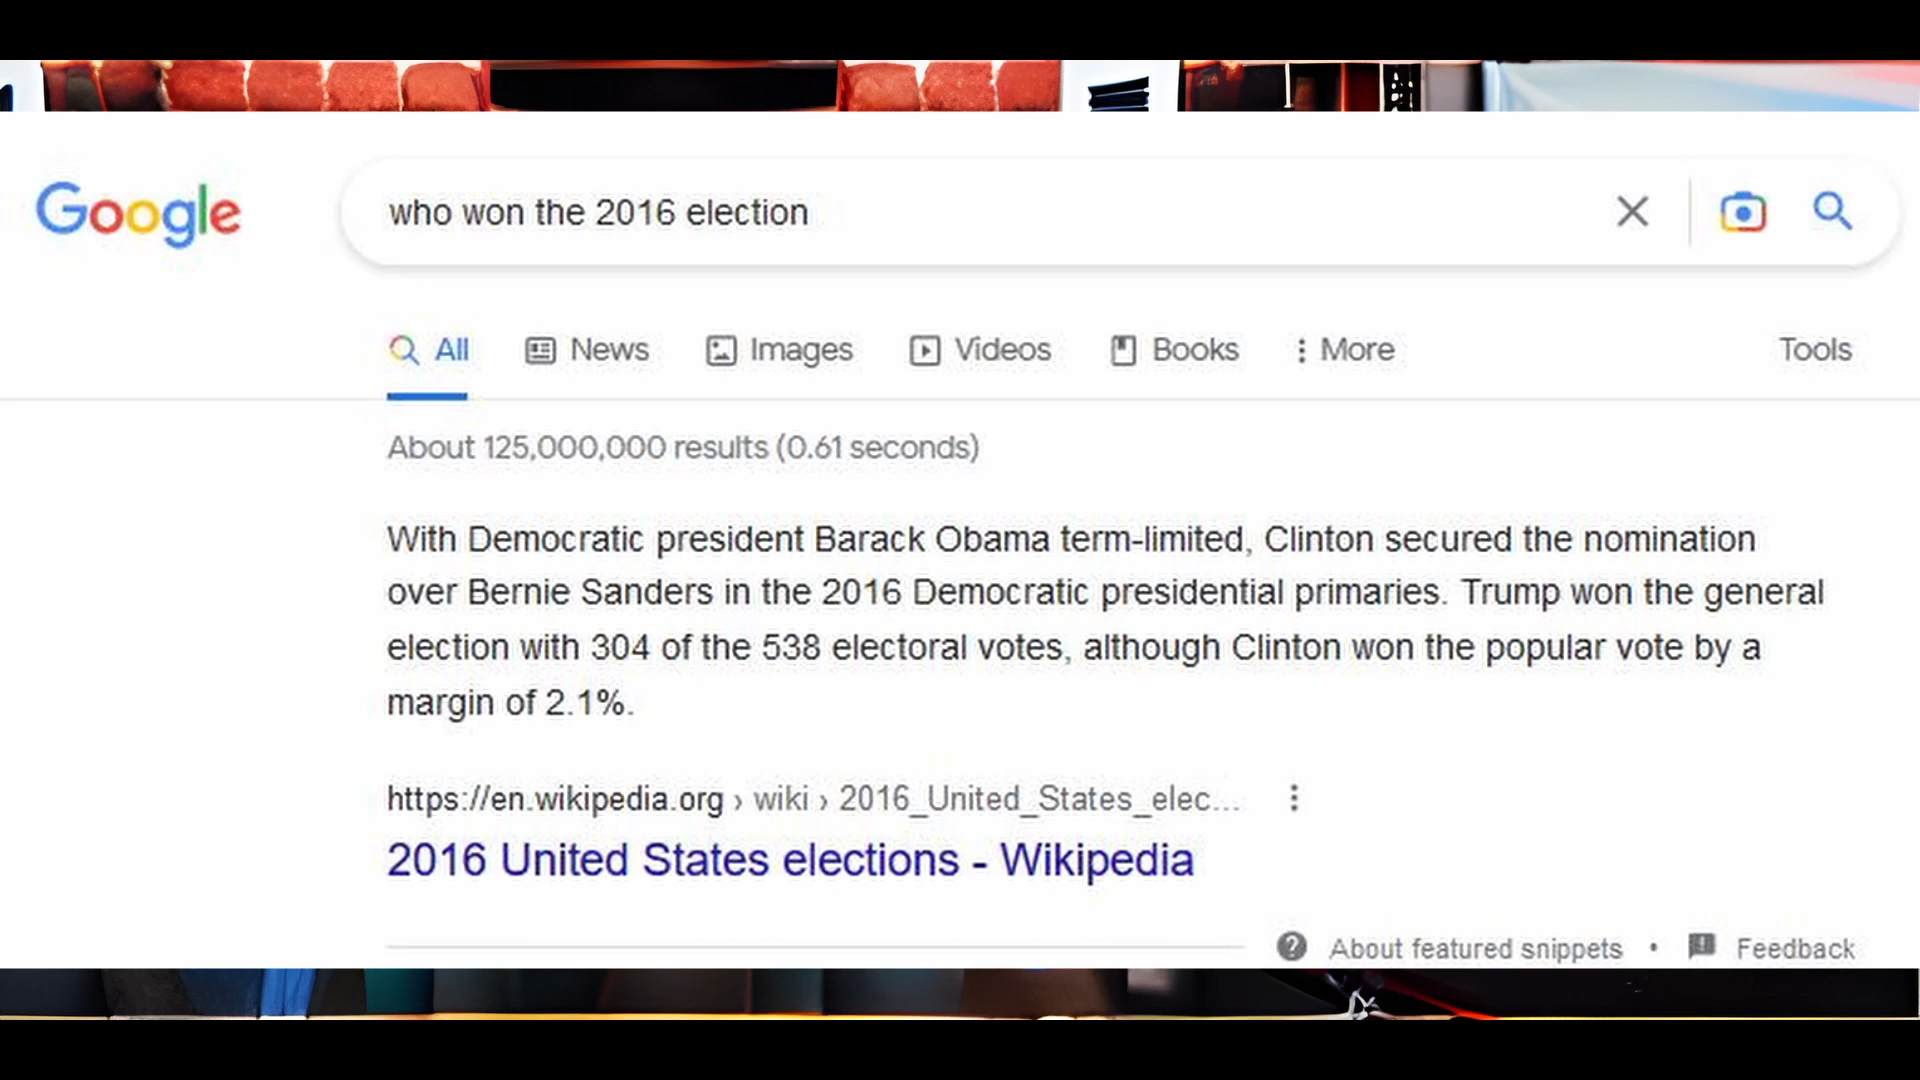 Google
who won the 2016 election
All News Images Videos Books More Tools
About 125,000,000 results (0.61 seconds)
With Democratic president Barack Obama term-limited, Clinton secured the nomination
over Bernie Sanders in the 2016 Democratic presidential primaries. Trump won the general
election with 304 of the 538 electoral votes, although Clinton won the popular vote by a
margin of 2.1%.
https://en.wikipedia.org › wiki › 2016_United_States_elec...
2016 United States elections - Wikipedia
About featured snippets • Feedback